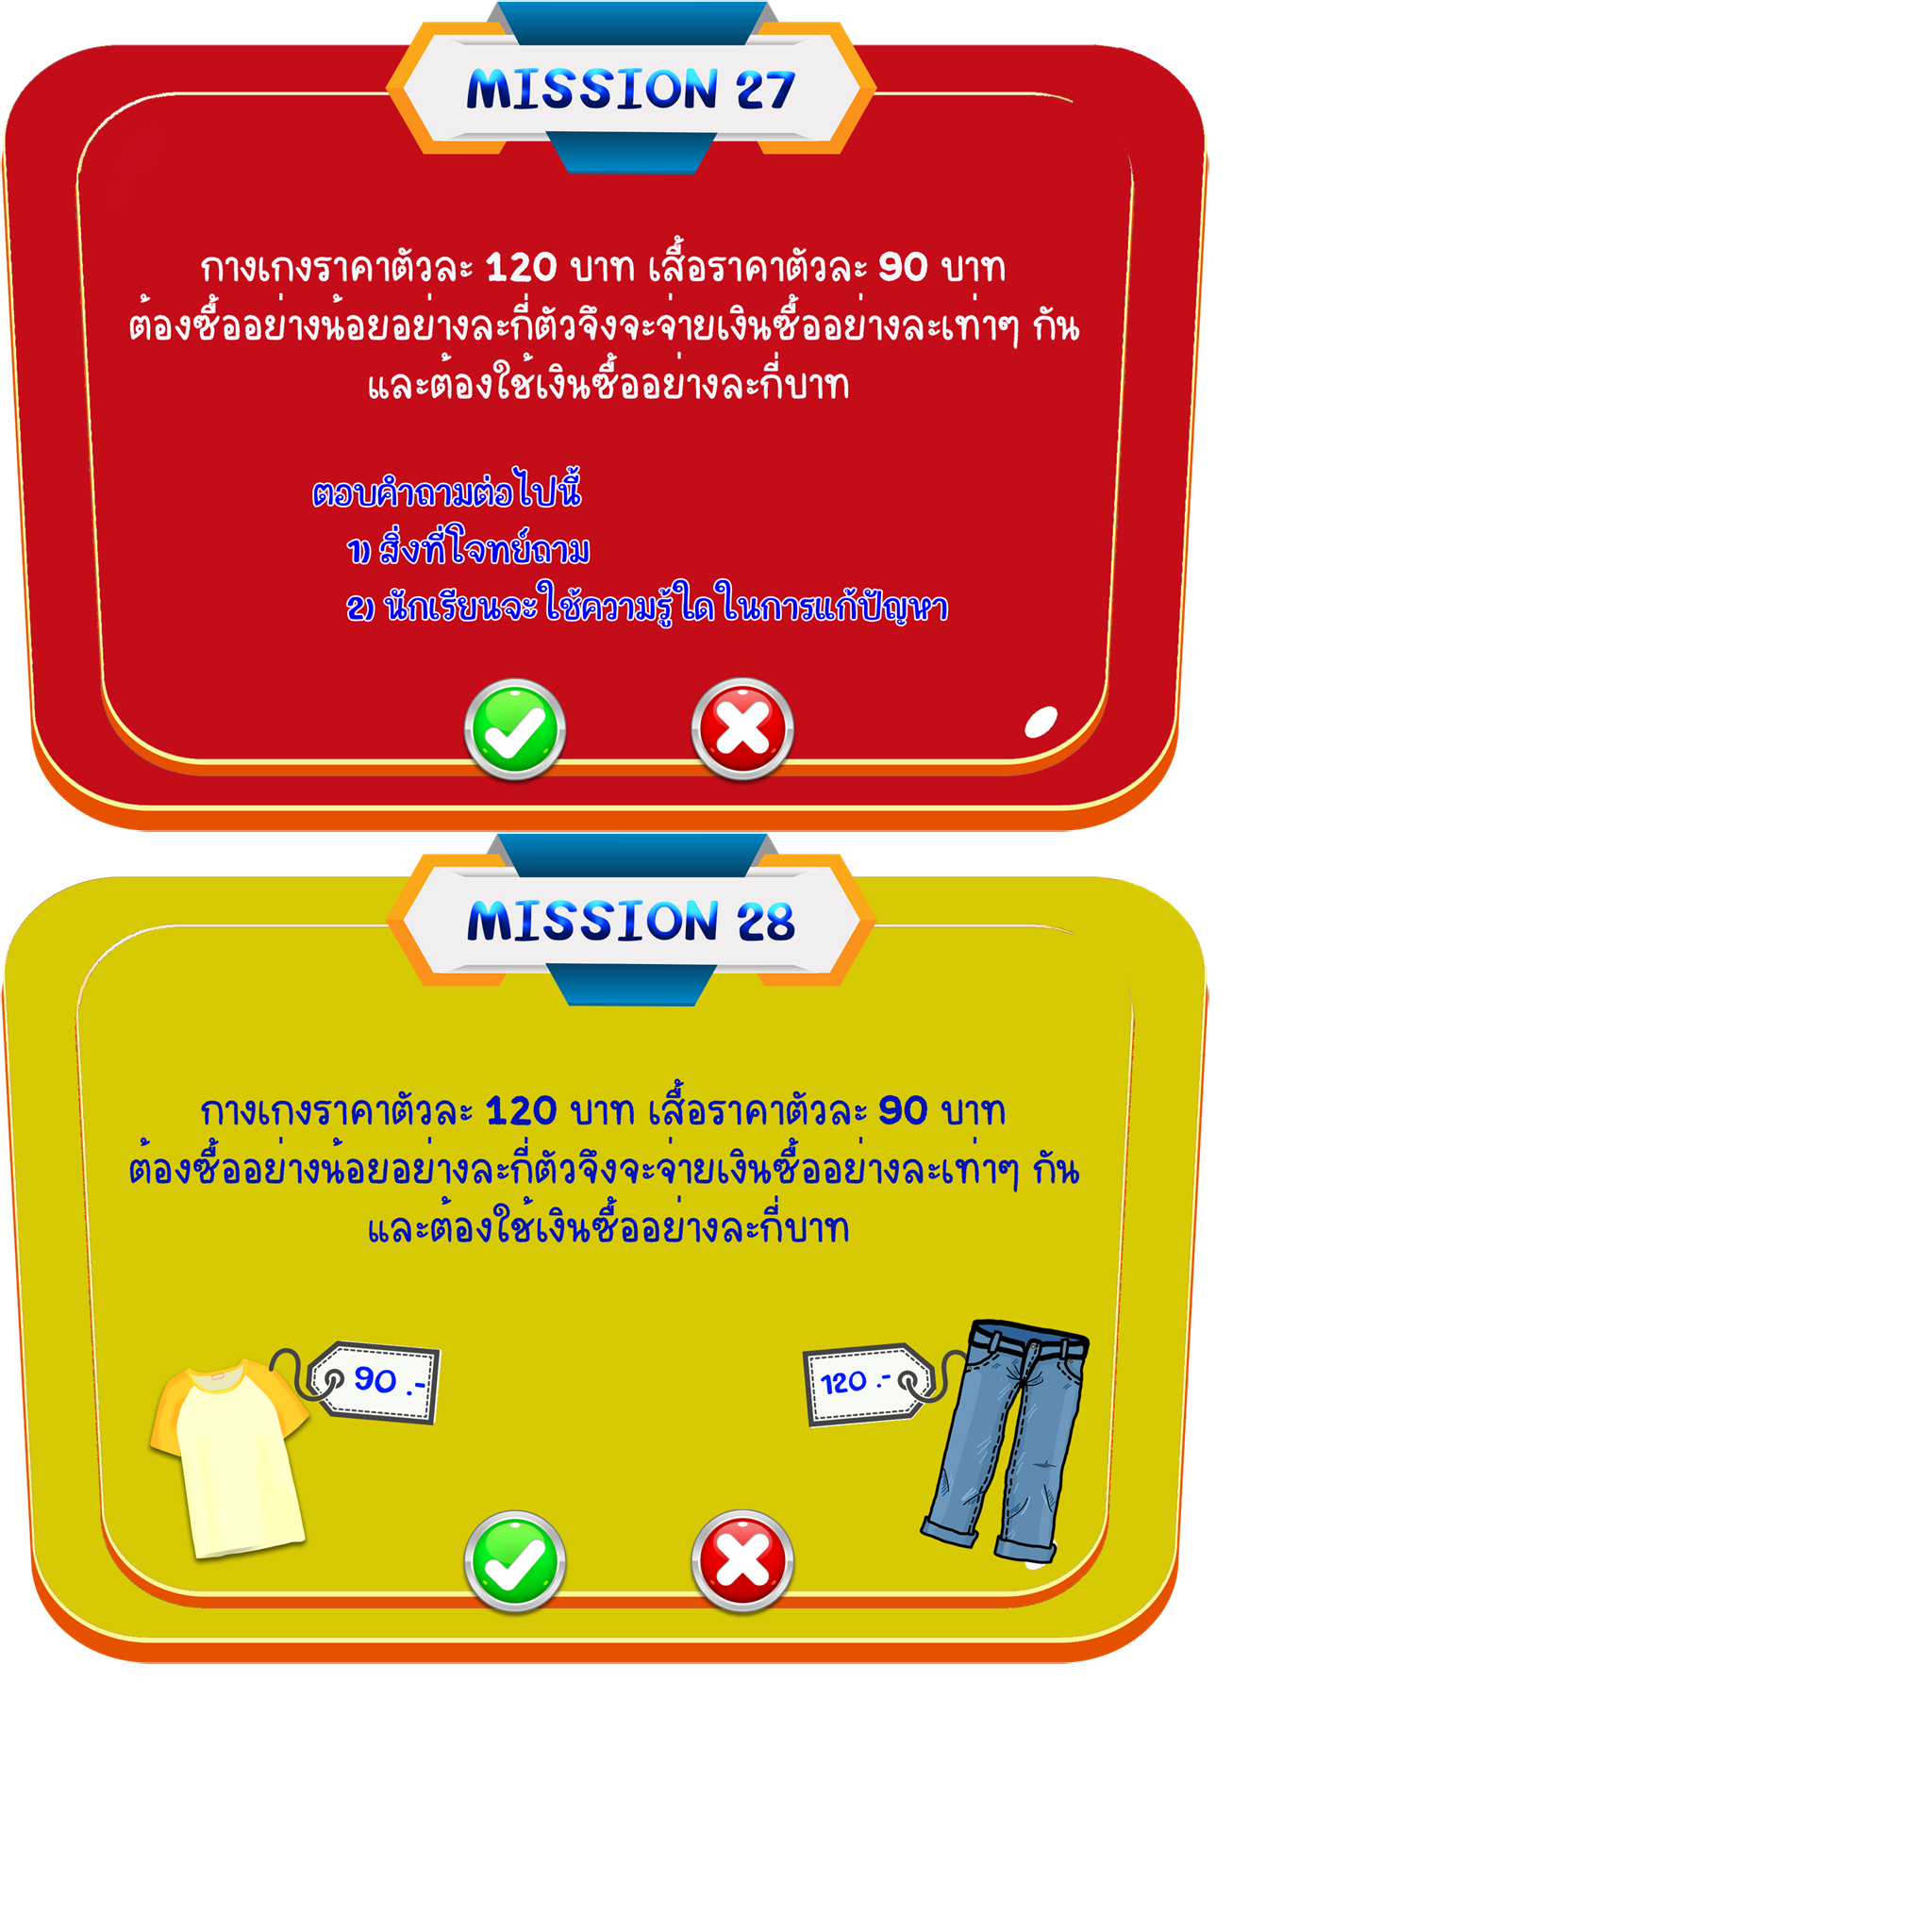 MISSION 27
กางเกงราคาตัวละ 120 บาท เสื้อราคาตัวละ 90 บาท
ต้องซื้ออย่างน้อยอย่างละกี่ตัวจึงจะจ่ายเงินซื้ออย่างละเท่าๆ กัน
และต้องใช้เงินซื้ออย่างละกี่บาท
ตอบคำถามต่อไปนี้
1) สิ่งที่โจทย์ถาม
2) นักเรียนจะใช้ความรู้ใดในการแก้ปัญหา
MISSION 28
กางเกงราคาตัวละ 120 บาท เสื้อราคาตัวละ 90 บาท
ต้องซื้ออย่างน้อยอย่างละกี่ตัวจึงจะจ่ายเงินซื้ออย่างละเท่าๆ กัน
และต้องใช้เงินซื้ออย่างละกี่บาท
90 .-
120 .-